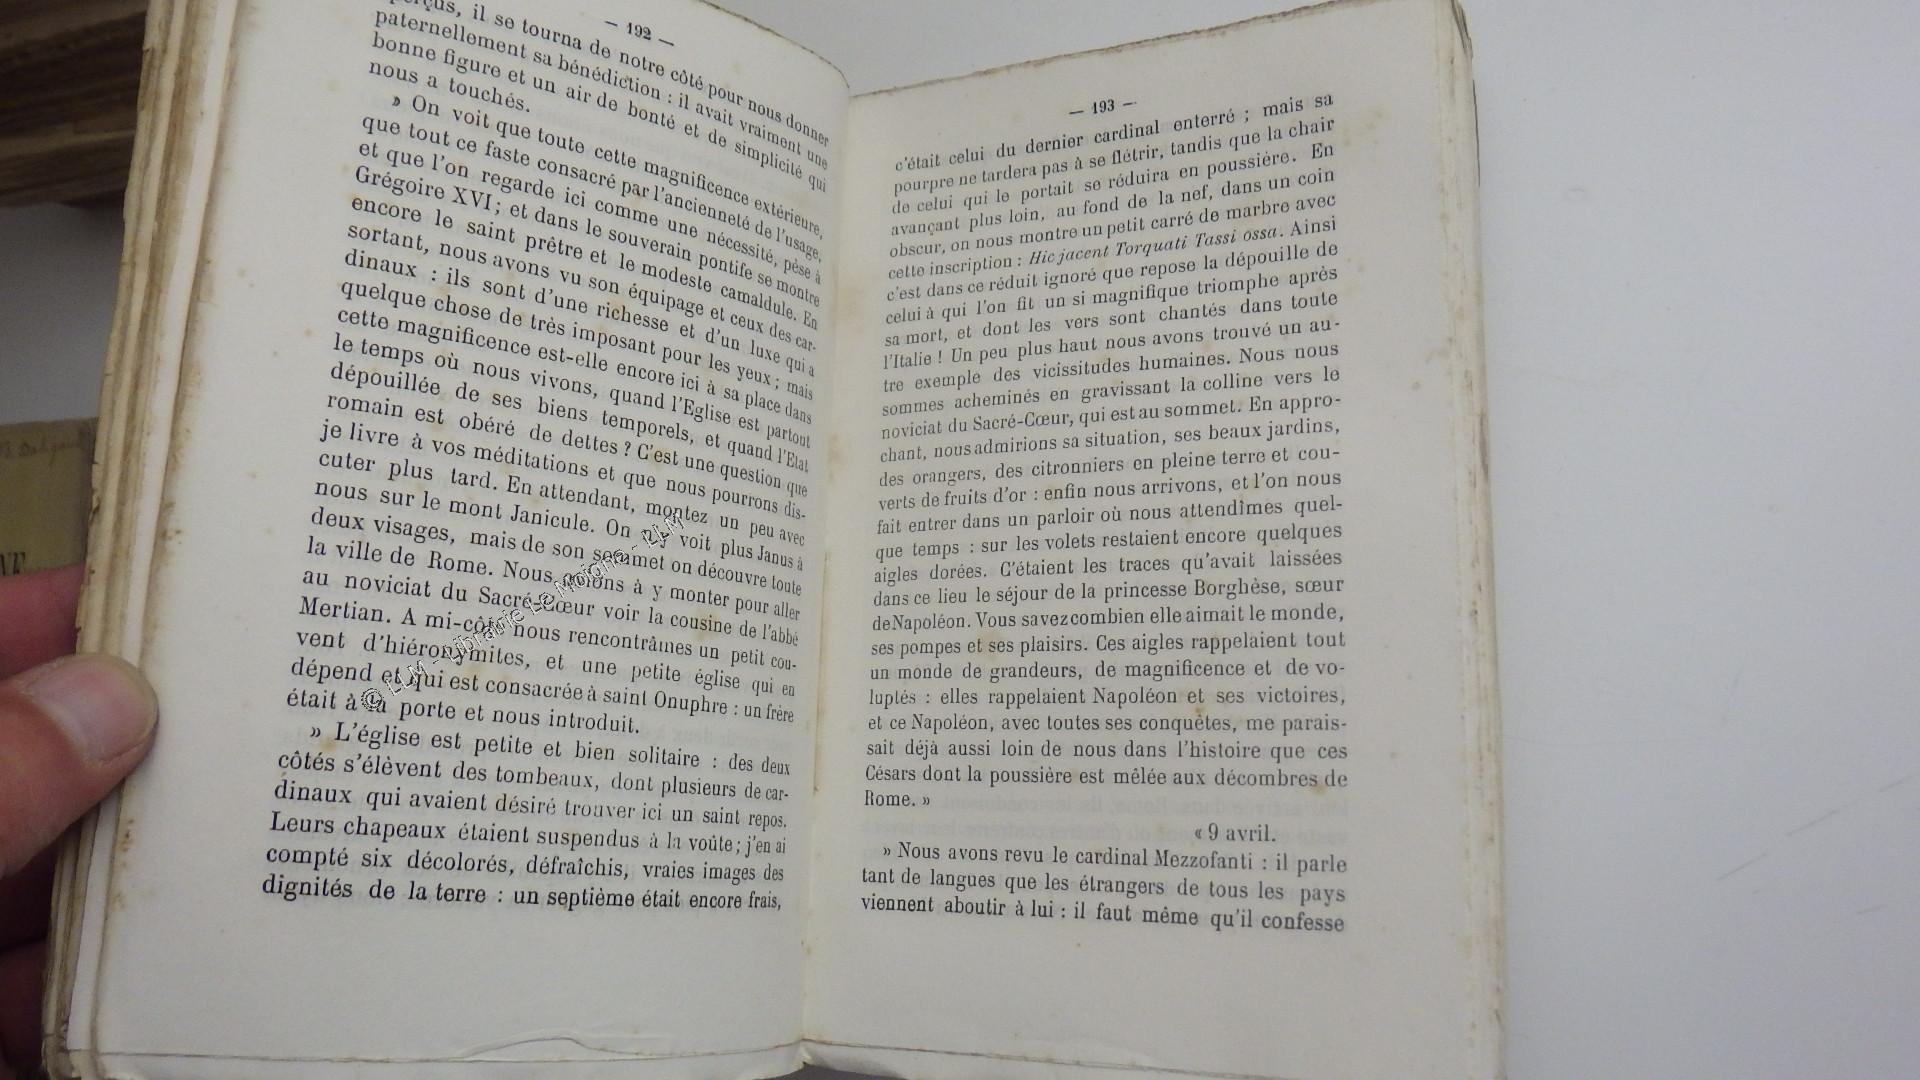 — 192 —
il se tourna de notre côté pour nous donner
paternellement sa bénédiction : il avait vraiment une
bonne figure et un air de bonté et de simplicité qui
nous a touchés.
» On voit que toute cette magnificence extérieure,
que tout ce faste consacré par l'ancienneté de l'usage,
et que l'on regarde ici comme une nécessité, pèse à
Grégoire XVI ; et dans le souverain pontife se montre
encore le saint prêtre et le modeste camaldule. En
sortant, nous avons vu son équipage et ceux des car-
dinaux : ils sont d'une richesse et d'un luxe qui a
quelque chose de très imposant pour les yeux ; mais
cette magnificence est-elle encore ici à sa place dans
le temps où nous vivons, quand l'Eglise est partout
dépouillée de ses biens temporels, et quand l'Etat
romain est obéré de dettes ? C'est une question que
je livre à vos méditations et que nous pourrons dis-
cuter plus tard. En attendant, montez un peu avec
nous sur le mont Janicule. On n'y voit plus Janus à
deux visages, mais de son sommet on découvre toute
la ville de Rome. Nous avions à y monter pour aller
au noviciat du Sacré-Cœur voir la cousine de l'abbé
Mertian. A mi-côte nous rencontrâmes un petit cou-
vent d'hiéronymites, et une petite église qui en
dépend et qui est consacrée à saint Onuphre : un frère
était à la porte et nous introduit.
» L'église est petite et bien solitaire : des deux
côtés s'élèvent des tombeaux, dont plusieurs de car-
dinaux qui avaient désiré trouver ici un saint repos.
Leurs chapeaux étaient suspendus à la voûte ; j'en ai
compté six décolorés, défraîchis, vraies images des
dignités de la terre : un septième était encore frais,
© LLM - Librairie Le Moigne - LLM
— 193 —
c'était celui du dernier cardinal enterré ; mais sa
pourpre ne tardera pas à se flétrir, tandis que la chair
de celui qui le portait se réduira en poussière. En
avançant plus loin, au fond de la nef, dans un coin
obscur, on nous montre un petit carré de marbre avec
cette inscription : Hic jacent Torquati Tassi ossa. Ainsi
c'est dans ce réduit ignoré que repose la dépouille de
celui à qui l'on fit un si magnifique triomphe après
sa mort, et dont les vers sont chantés dans toute
l'Italie ! Un peu plus haut nous avons trouvé un au-
tre exemple des vicissitudes humaines. Nous nous
sommes acheminés en gravissant la colline vers le
noviciat du Sacré-Cœur, qui est au sommet. En appro-
chant, nous admirions sa situation, ses beaux jardins,
des orangers, des citronniers en pleine terre et cou-
verts de fruits d'or : enfin nous arrivons, et l'on nous
fait entrer dans un parloir où nous attendîmes quel-
que temps : sur les volets restaient encore quelques
aigles dorées. C'étaient les traces qu'avait laissées
dans ce lieu le séjour de la princesse Borghèse, sœur
de Napoléon. Vous savez combien elle aimait le monde,
ses pompes et ses plaisirs. Ces aigles rappelaient tout
un monde de grandeurs, de magnificence et de vo-
luptés : elles rappelaient Napoléon et ses victoires,
et ce Napoléon, avec toutes ses conquêtes, me parais-
sait déjà aussi loin de nous dans l'histoire que ces
Césars dont la poussière est mêlée aux décombres de
Rome. »
« 9 avril.
» Nous avons revu le cardinal Mezzofanti : il parle
tant de langues que les étrangers de tous les pays
viennent aboutir à lui : il faut même qu'il confesse